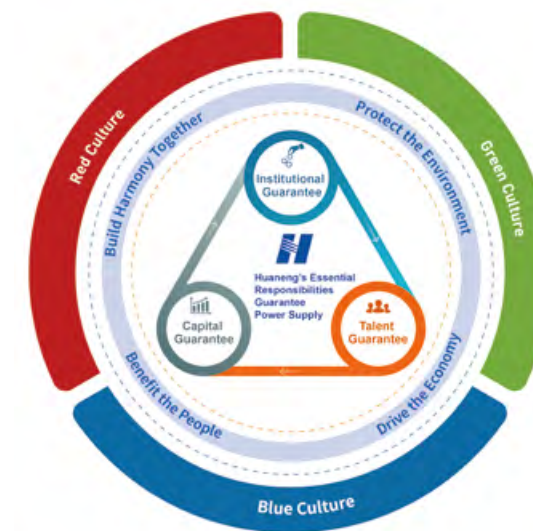 Red Culture
Green Culture
Blue Culture
Build Harmony Together
Protect the Environment
Benefit the People
Drive the Economy
Institutional
Guarantee
H
Huaneng's Essential
Responsibilities
Guarantee
Power Supply
Capital
Guarantee
Talent
Guarantee